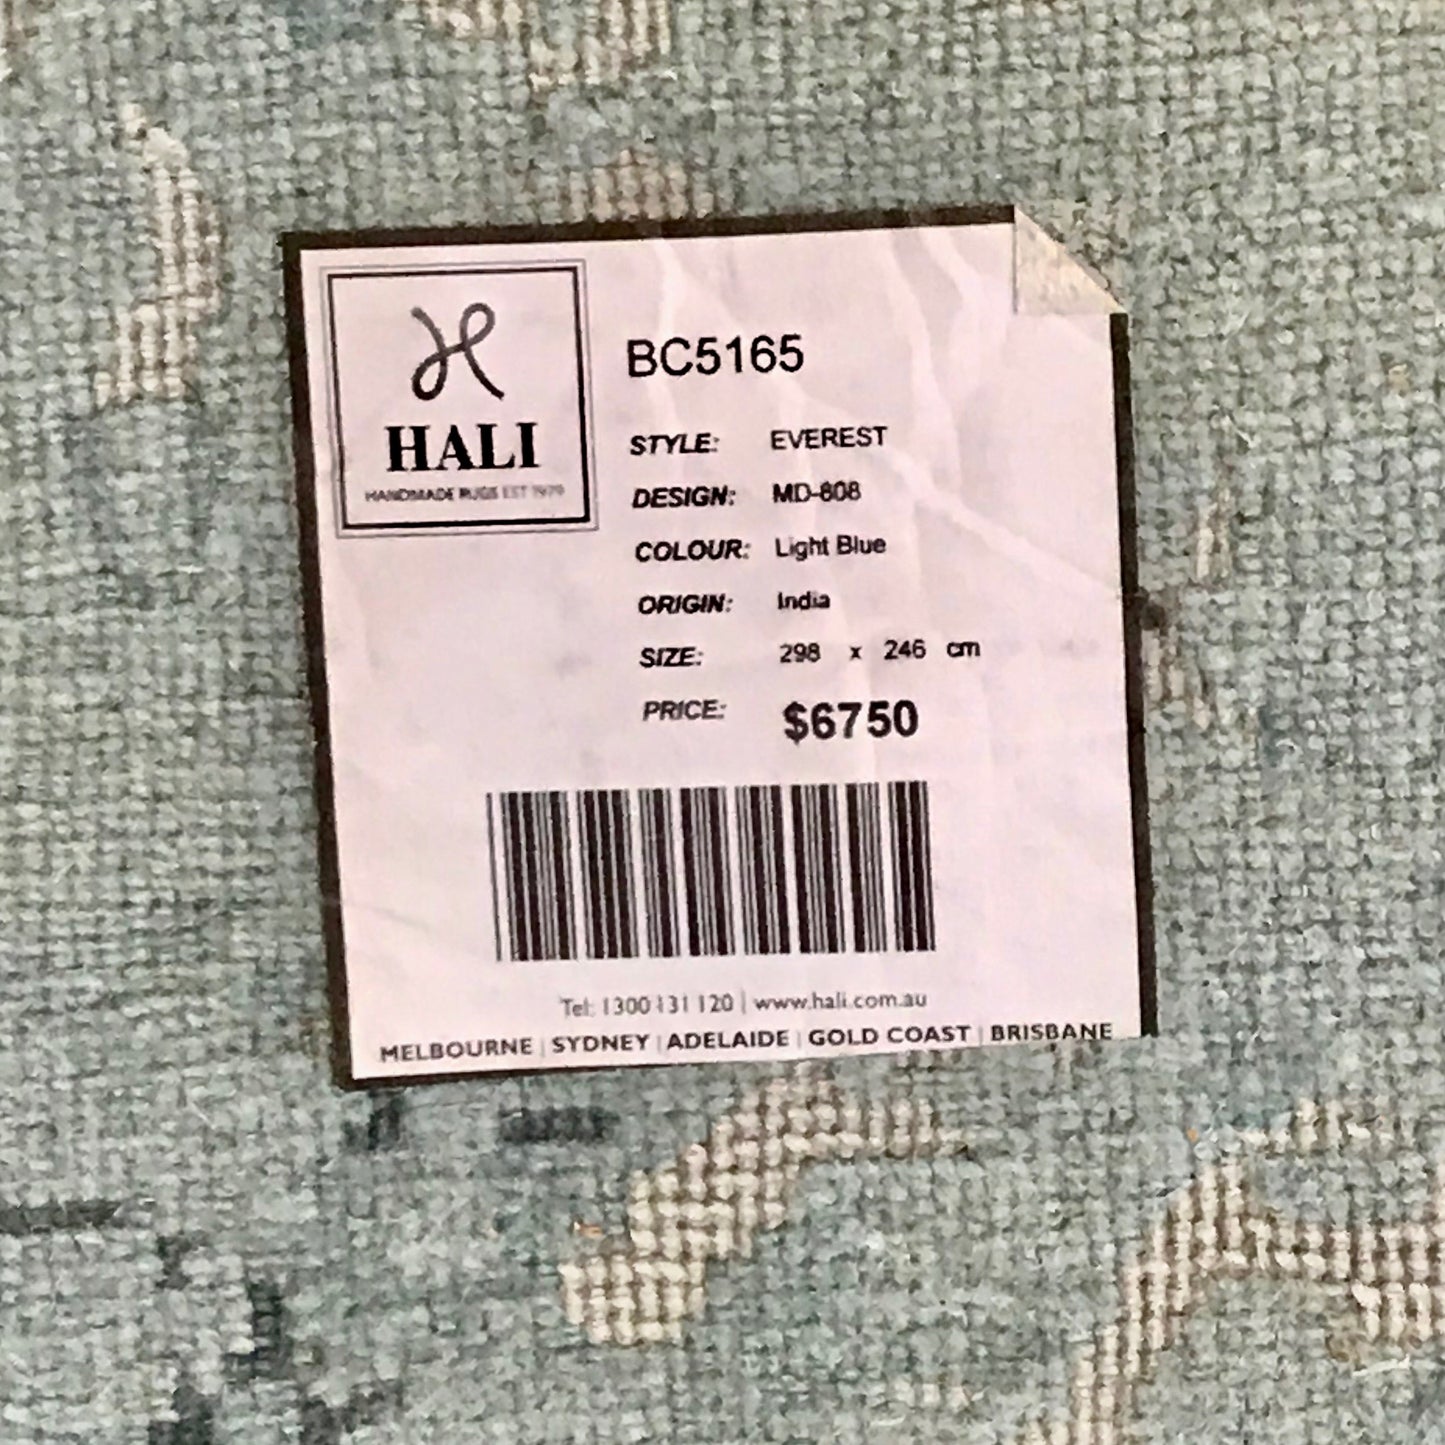 HALI
HANDMADE RUGS EST 1979
BC5165
STYLE: EVEREST
DESIGN: MD-808
COLOUR: Light Blue
ORIGIN: India
SIZE: 298 x 246 cm
PRICE: $6750
Tel: 1300 131 120 | www.hali.com.au
MELBOURNE | SYDNEY | ADELAIDE | GOLD COAST | BRISBANE